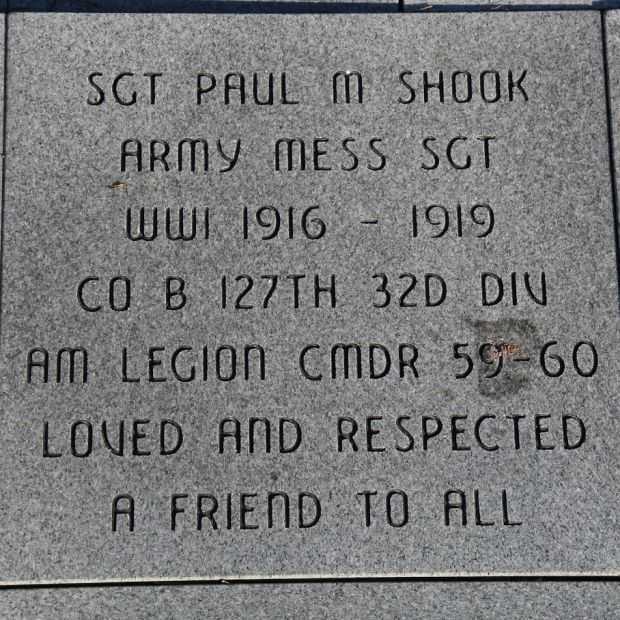 SGT PAUL M SHOOK
ARMY MESS SGT
WWI 1916 - 1919
CO B 127TH 32D DIV
AM LEGION CMDR 59-60
LOVED AND RESPECTED
A FRIEND TO ALL